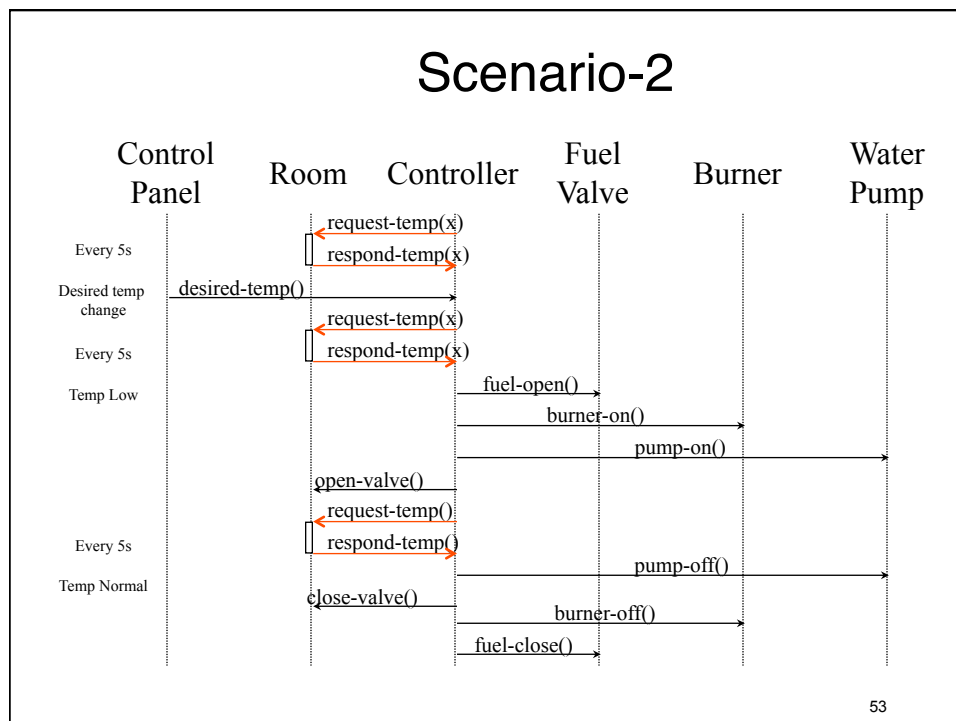 Scenario-2
Control
Panel
Room
Controller
Fuel
Valve
Burner
Water
Pump
request-temp(x)
Every 5s
respond-temp(x)
Desired temp
change
desired-temp()
request-temp(x)
Every 5s
respond-temp(x)
Temp Low
fuel-open()
burner-on()
pump-on()
open-valve()
request-temp()
Every 5s
respond-temp()
pump-off()
Temp Normal
close-valve()
burner-off()
fuel-close()
53